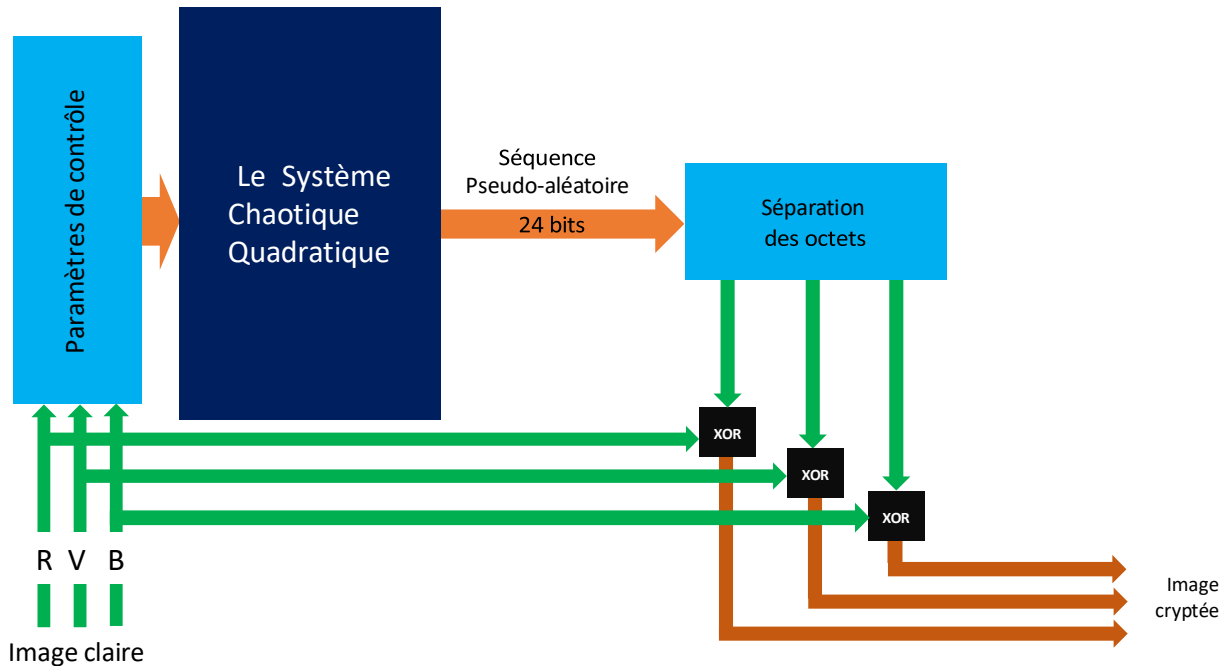 Paramètres de contrôle
Le Système
Chaotique
Quadratique
Séquence
Pseudo-aléatoire
24 bits
Séparation
des octets
XOR
XOR
XOR
R V B
Image claire
Image
cryptée